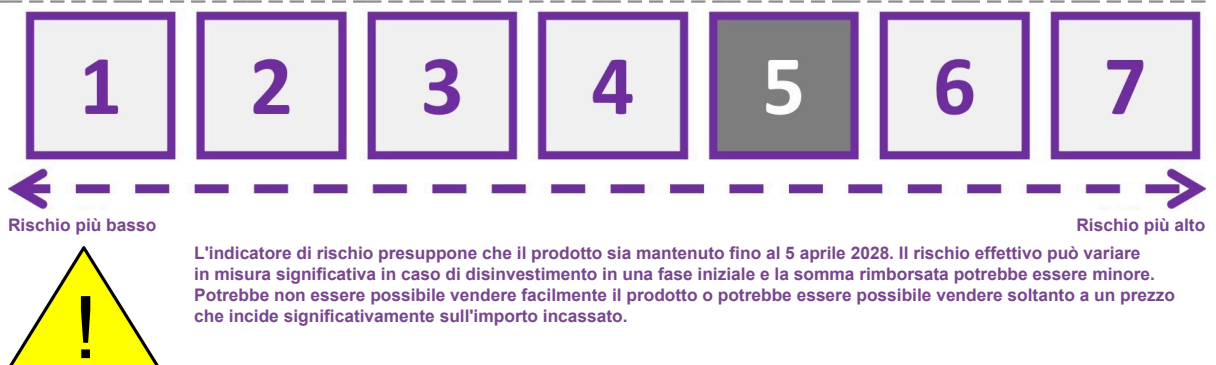 1 2 3 4 5 6 7
Rischio più basso Rischio più alto
L'indicatore di rischio presuppone che il prodotto sia mantenuto fino al 5 aprile 2028. Il rischio effettivo può variare
in misura significativa in caso di disinvestimento in una fase iniziale e la somma rimborsata potrebbe essere minore.
Potrebbe non essere possibile vendere facilmente il prodotto o potrebbe essere possibile vendere soltanto a un prezzo
che incide significativamente sull'importo incassato.
!